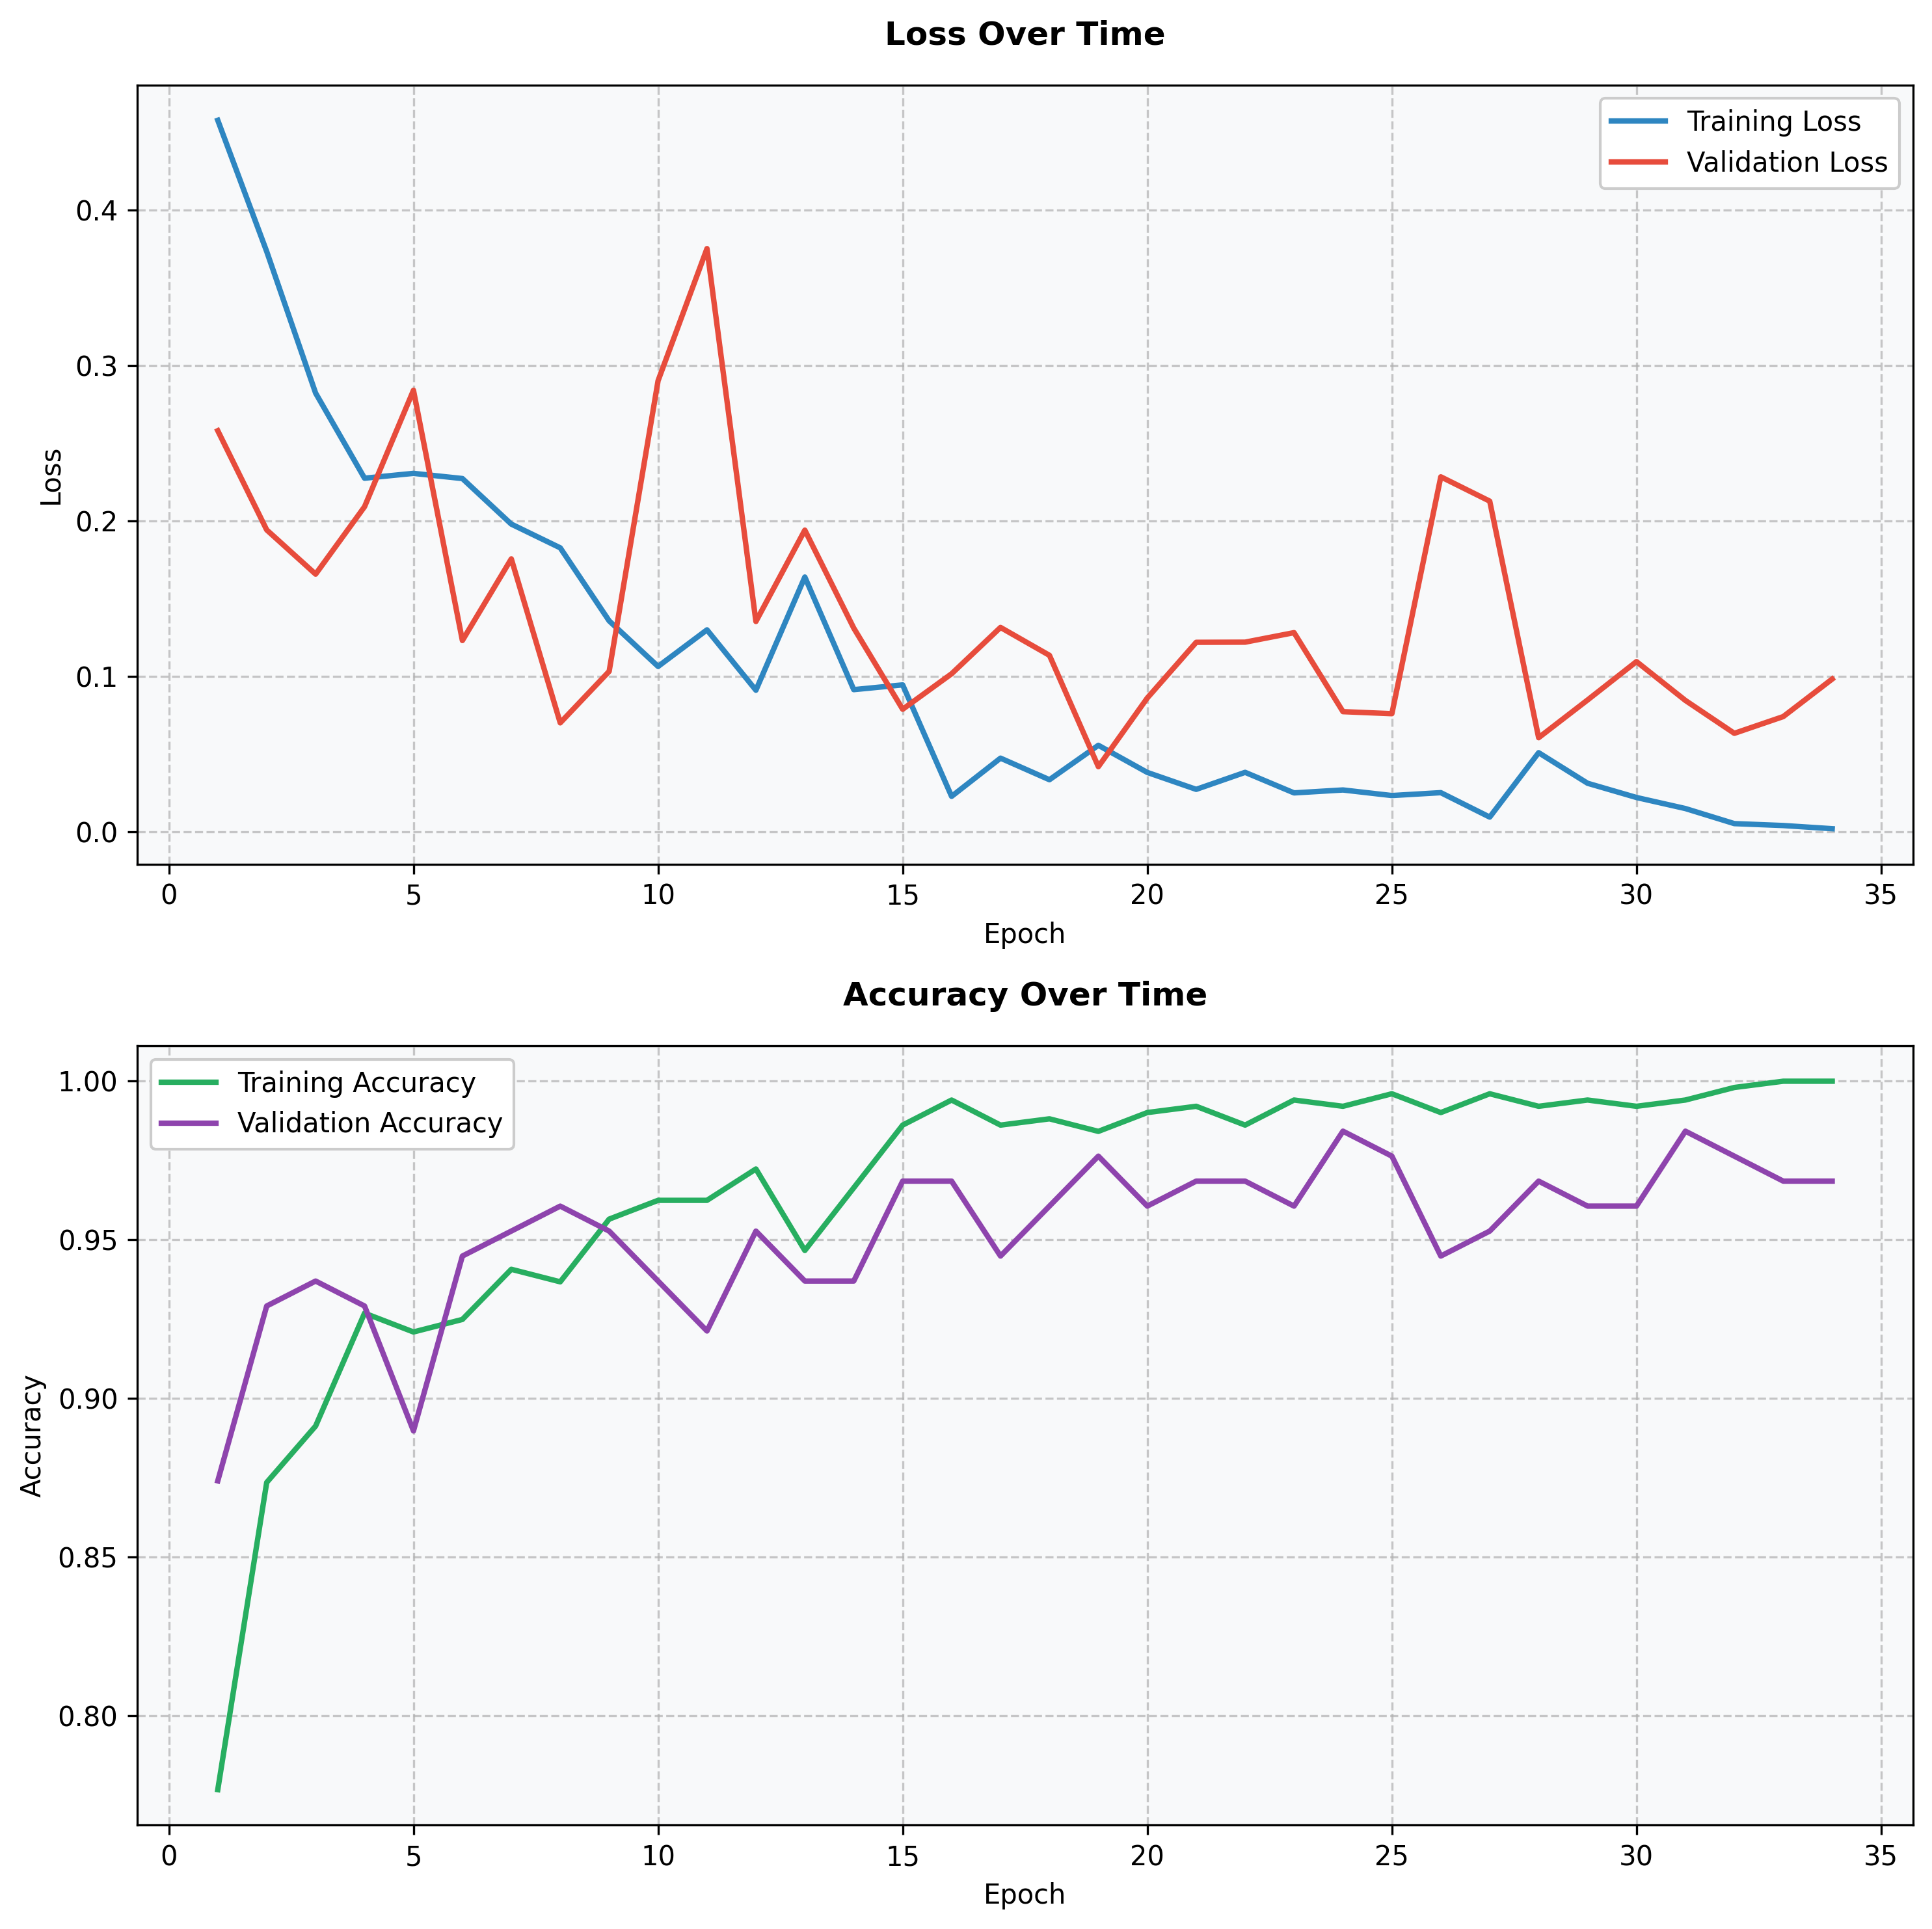 Loss Over Time
Training Loss
Validation Loss
0.4
0.3
0.2
0.1
0.0
Loss
0 5 10 15 20 25 30 35
Epoch
Accuracy Over Time
Training Accuracy
Validation Accuracy
1.00
0.95
0.90
0.85
0.80
Accuracy
0 5 10 15 20 25 30 35
Epoch